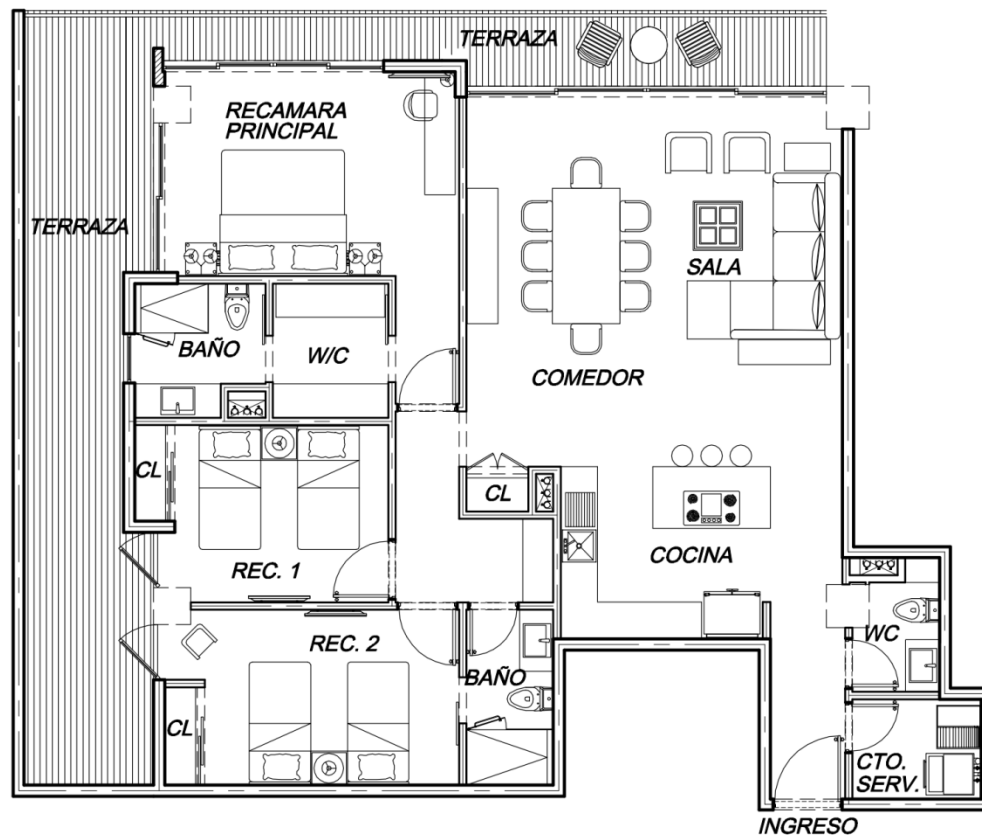 TERRAZA
RECAMARA
PRINCIPAL
TERRAZA
SALA
BAÑO
W/C
COMEDOR
CL
CL
COCINA
REC. 1
REC. 2
WC
BAÑO
CL
CTO.
SERV.
INGRESO